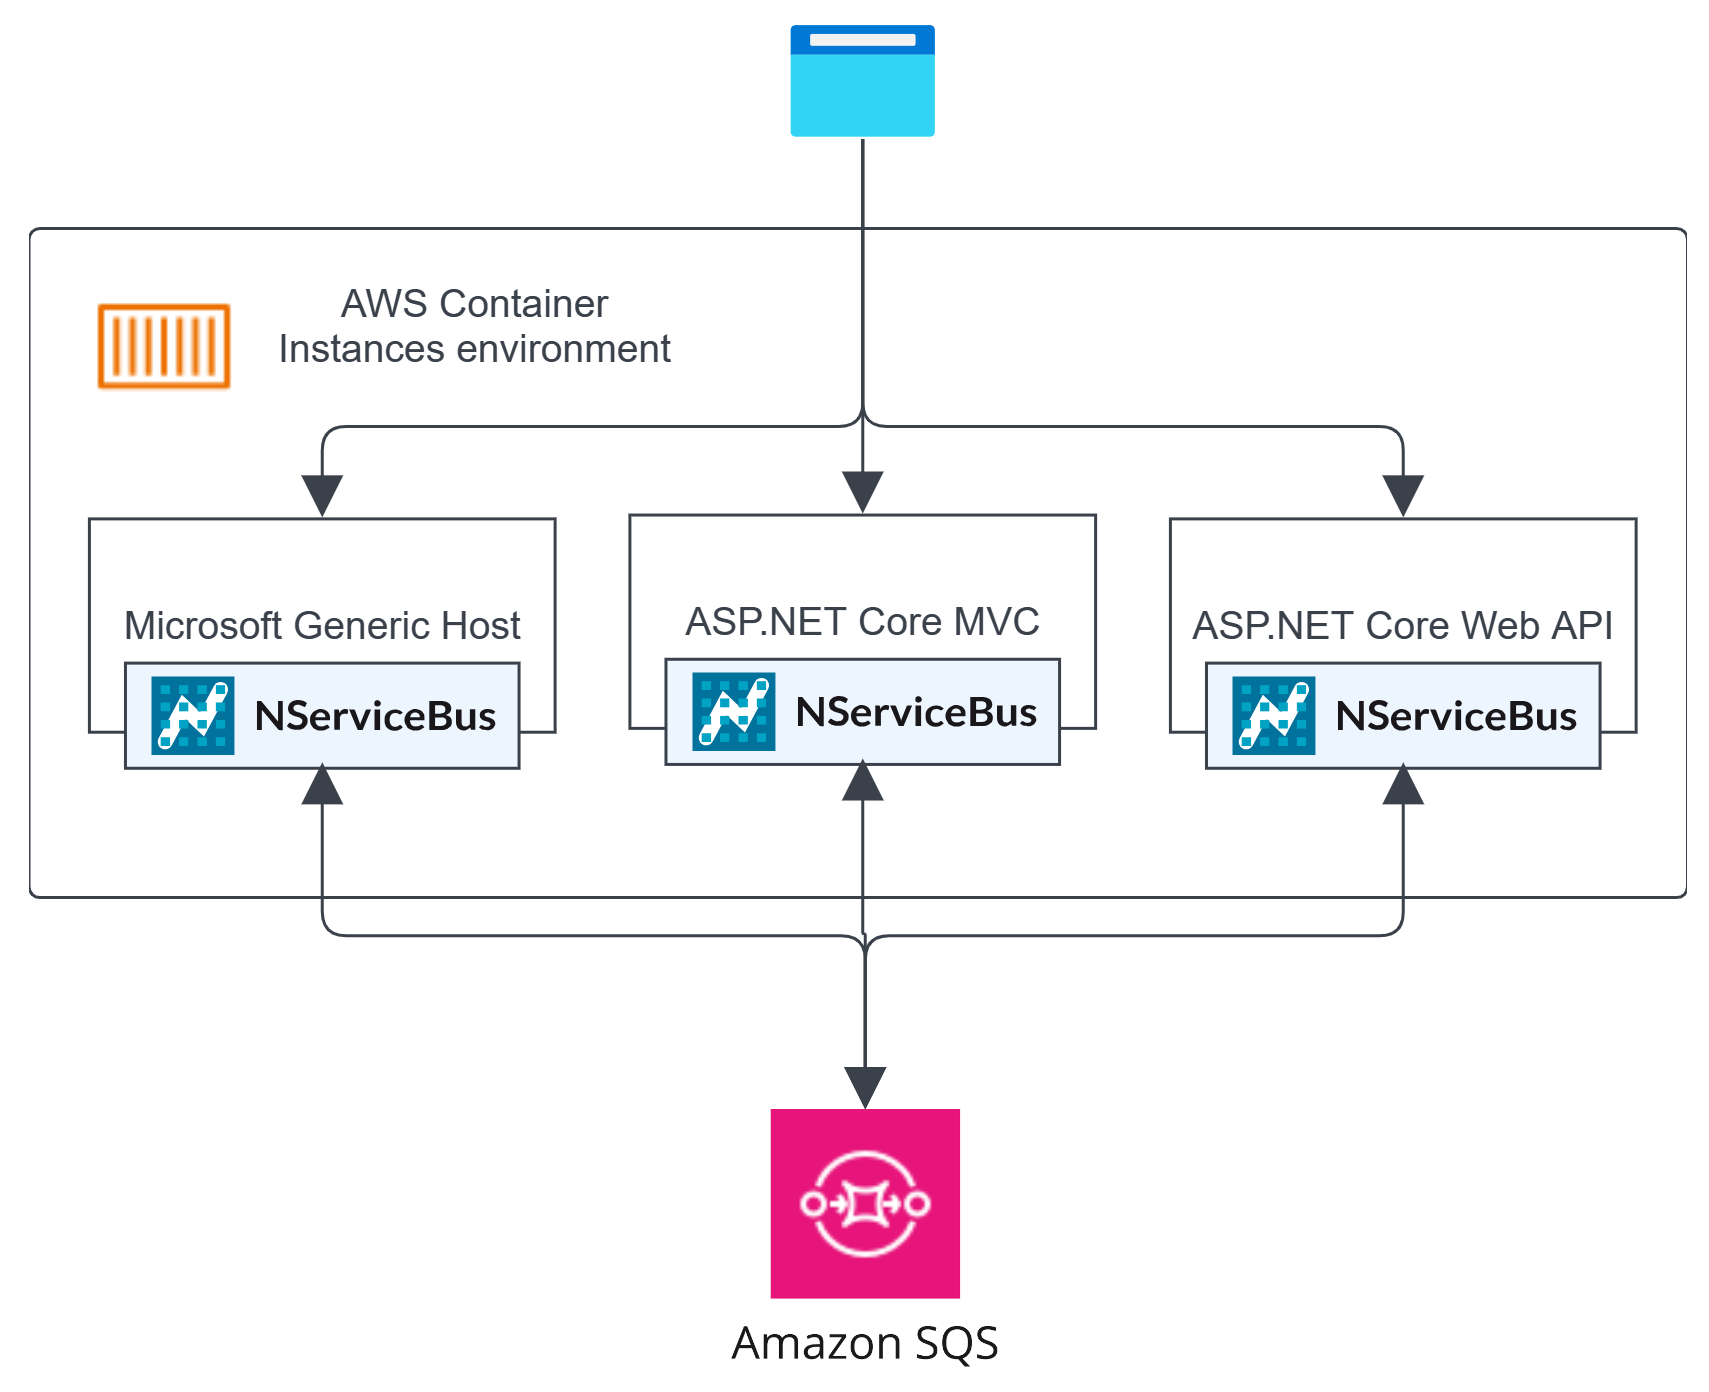 AWS Container
Instances environment
Microsoft Generic Host
ASP.NET Core MVC
ASP.NET Core Web API
NServiceBus
NServiceBus
NServiceBus
Amazon SQS